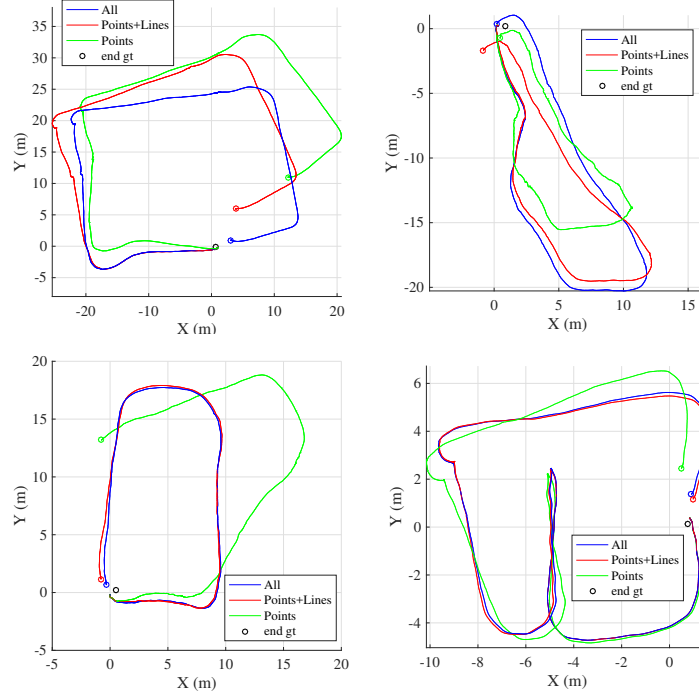 All
Points+Lines
Points
end gt
35
30
25
20
15
10
5
0
-5
Y (m)
-20
-10
0
10
20
X (m)
All
Points+Lines
Points
end gt
0
-5
-10
-15
-20
Y (m)
0
5
10
15
X (m)
20
15
10
5
0
-5
Y (m)
All
Points+Lines
Points
end gt
-5
0
5
10
15
20
X (m)
6
4
2
0
-2
-4
Y (m)
All
Points+Lines
Points
end gt
-10
-8
-6
-4
-2
0
X (m)